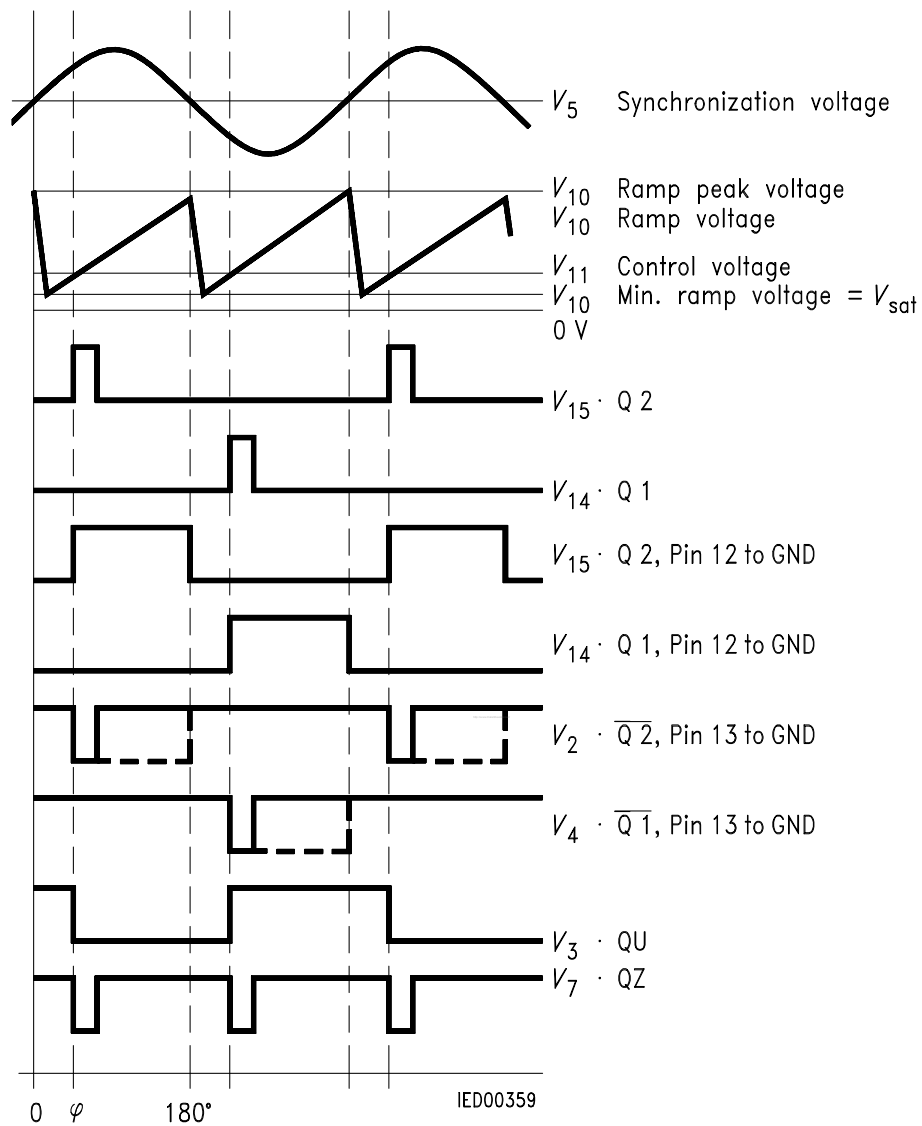 V5 Synchronization voltage
V10 Ramp peak voltage
V10 Ramp voltage
V11 Control voltage
V10 Min. ramp voltage = Vsat
0 V
V15 · Q 2
V14 · Q 1
V15 · Q 2, Pin 12 to GND
V14 · Q 1, Pin 12 to GND
V2 · Q̅ ̅2̅, Pin 13 to GND
V4 · Q̅ ̅1̅, Pin 13 to GND
V3 · QU
V7 · QZ
IED00359
0 φ 180°